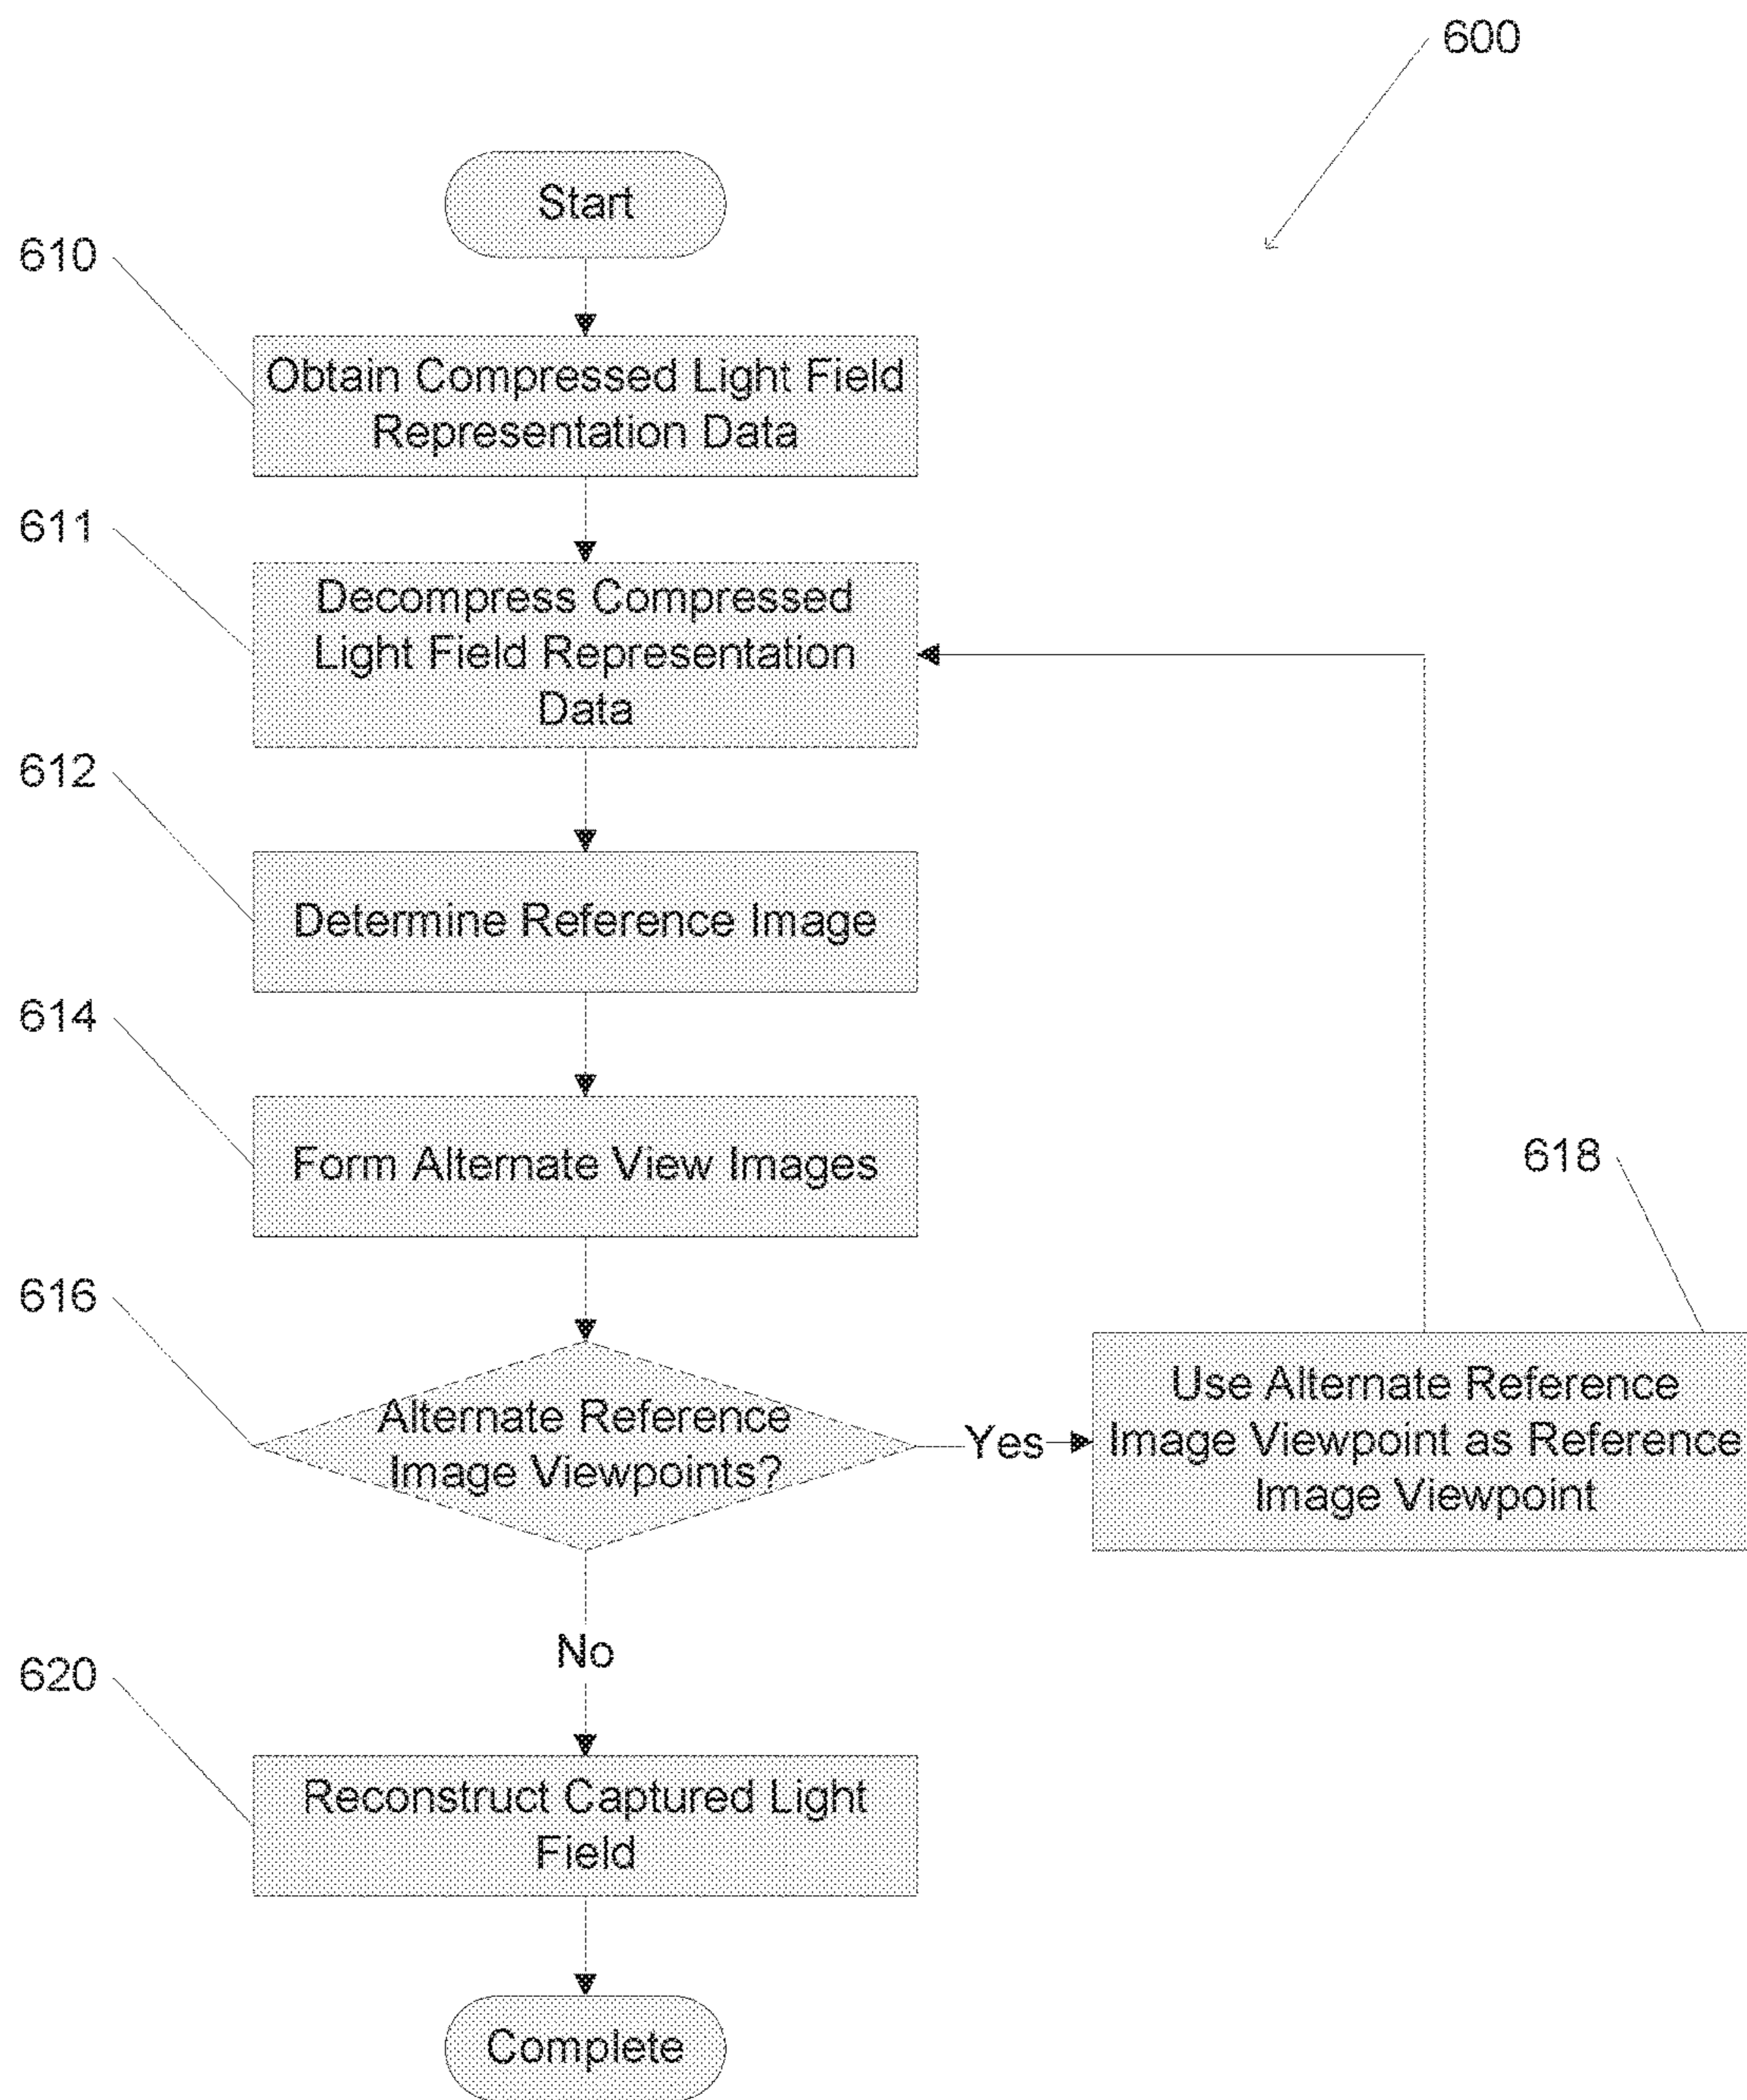 600
Start
610
Obtain Compressed Light Field
Representation Data
611
Decompress Compressed
Light Field Representation
Data
612
Determine Reference Image
614
Form Alternate View Images
616
Alternate Reference
Image Viewpoints?
Yes
618
Use Alternate Reference
Image Viewpoint as Reference
Image Viewpoint
No
620
Reconstruct Captured Light
Field
Complete